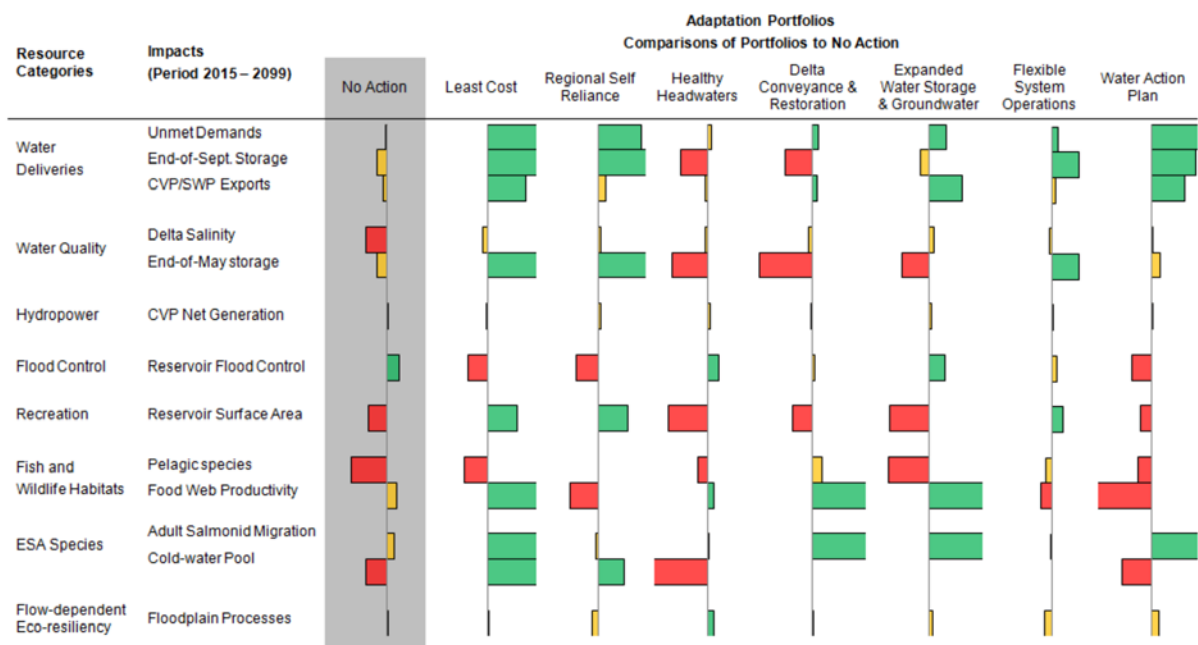 Adaptation Portfolios
Comparisons of Portfolios to No Action
Resource
Categories
Impacts
(Period 2015 – 2099)
No Action
Least Cost
Regional Self
Reliance
Healthy
Headwaters
Delta
Conveyance &
Restoration
Expanded
Water Storage
& Groundwater
Flexible
System
Operations
Water Action
Plan
Water
Deliveries
Unmet Demands
End-of-Sept. Storage
CVP/SWP Exports
Water Quality
Delta Salinity
End-of-May storage
Hydropower
CVP Net Generation
Flood Control
Reservoir Flood Control
Recreation
Reservoir Surface Area
Fish and
Wildlife Habitats
Pelagic species
Food Web Productivity
ESA Species
Adult Salmonid Migration
Cold-water Pool
Flow-dependent
Eco-resiliency
Floodplain Processes